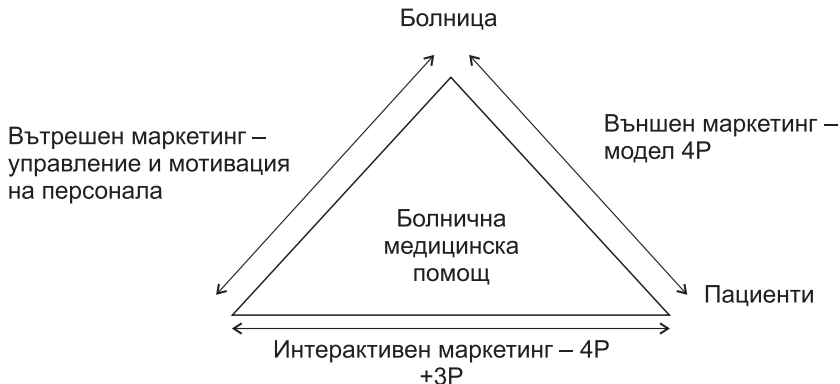 Болница
Вътрешен маркетинг –
управление и мотивация
на персонала
Външен маркетинг –
модел 4P
Болнична
медицинска
помощ
Пациенти
Интерактивен маркетинг – 4P
+3P